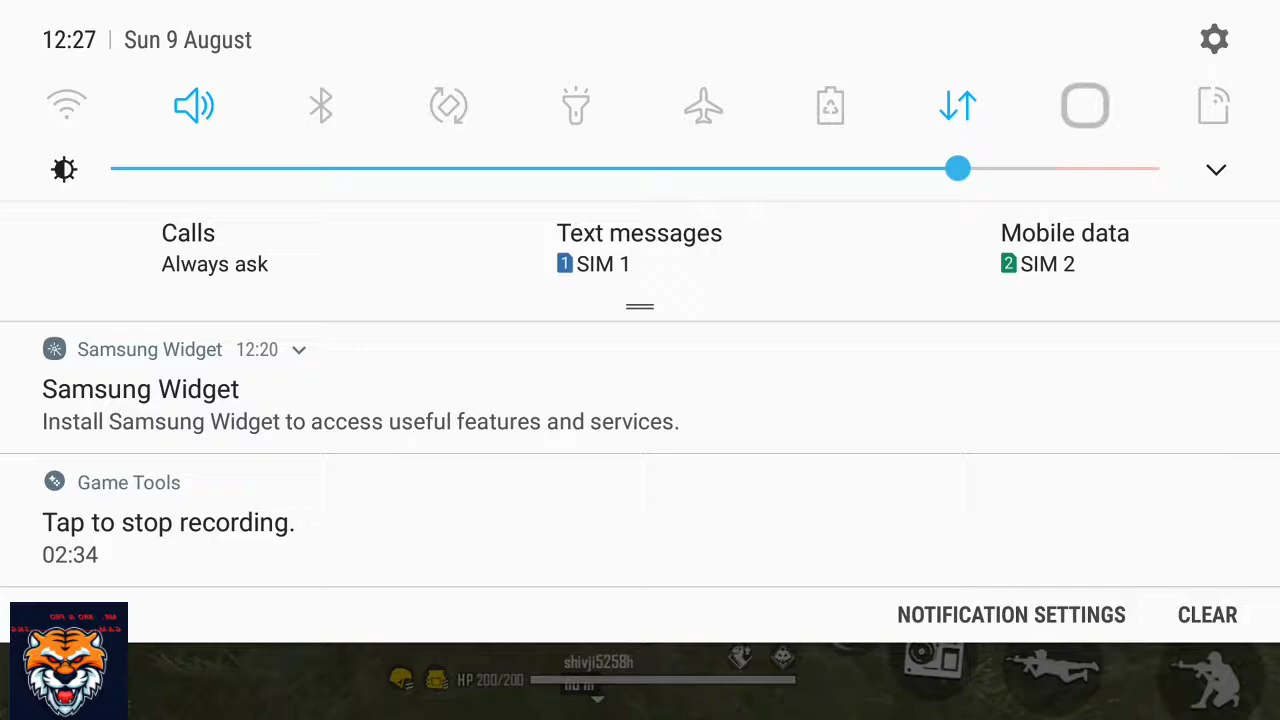 12:27 | Sun 9 August
Calls
Always ask
Text messages
1 SIM 1
Mobile data
2 SIM 2
Samsung Widget 12:20
Samsung Widget
Install Samsung Widget to access useful features and services.
Game Tools
Tap to stop recording.
02:34
NOTIFICATION SETTINGS
CLEAR
shivji5258h
HP 200/200